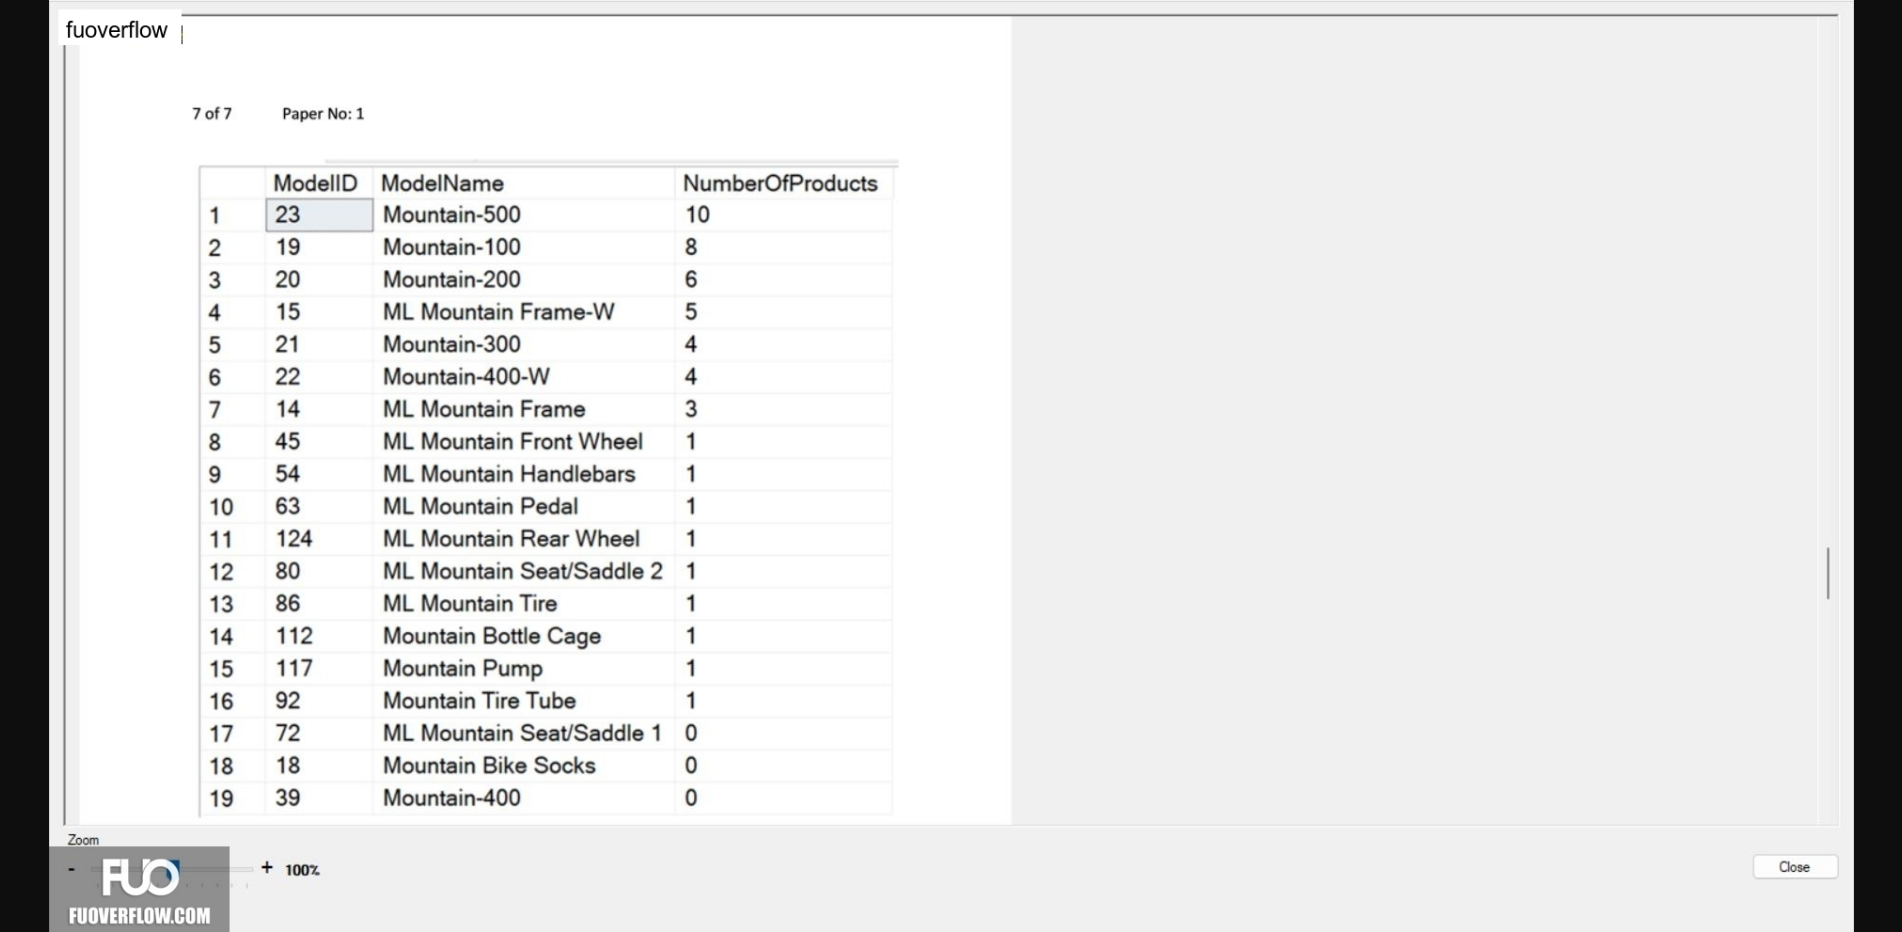 fuoverflow
7 of 7 Paper No: 1
ModelID ModelName NumberOfProducts
1 23 Mountain-500 10
2 19 Mountain-100 8
3 20 Mountain-200 6
4 15 ML Mountain Frame-W 5
5 21 Mountain-300 4
6 22 Mountain-400-W 4
7 14 ML Mountain Frame 3
8 45 ML Mountain Front Wheel 1
9 54 ML Mountain Handlebars 1
10 63 ML Mountain Pedal 1
11 124 ML Mountain Rear Wheel 1
12 80 ML Mountain Seat/Saddle 2 1
13 86 ML Mountain Tire 1
14 112 Mountain Bottle Cage 1
15 117 Mountain Pump 1
16 92 Mountain Tire Tube 1
17 72 ML Mountain Seat/Saddle 1 0
18 18 Mountain Bike Socks 0
19 39 Mountain-400 0
Zoom
- + 100%
Close
FUO
FUOVERFLOW.COM